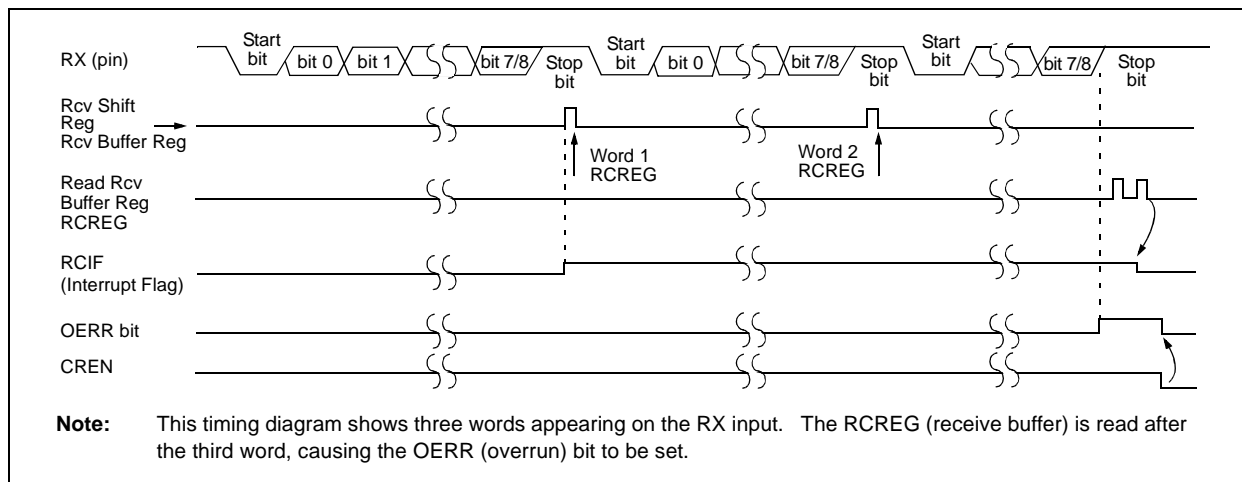 RX (pin)
Start
bit
bit 0
bit 1
bit 7/8
Stop
bit
Start
bit
bit 0
bit 7/8
Stop
bit
Start
bit
bit 7/8
Stop
bit
Rcv Shift
Reg
Rcv Buffer Reg
Word 1
RCREG
Word 2
RCREG
Read Rcv
Buffer Reg
RCREG
RCIF
(Interrupt Flag)
OERR bit
CREN
Note: This timing diagram shows three words appearing on the RX input. The RCREG (receive buffer) is read after
the third word, causing the OERR (overrun) bit to be set.